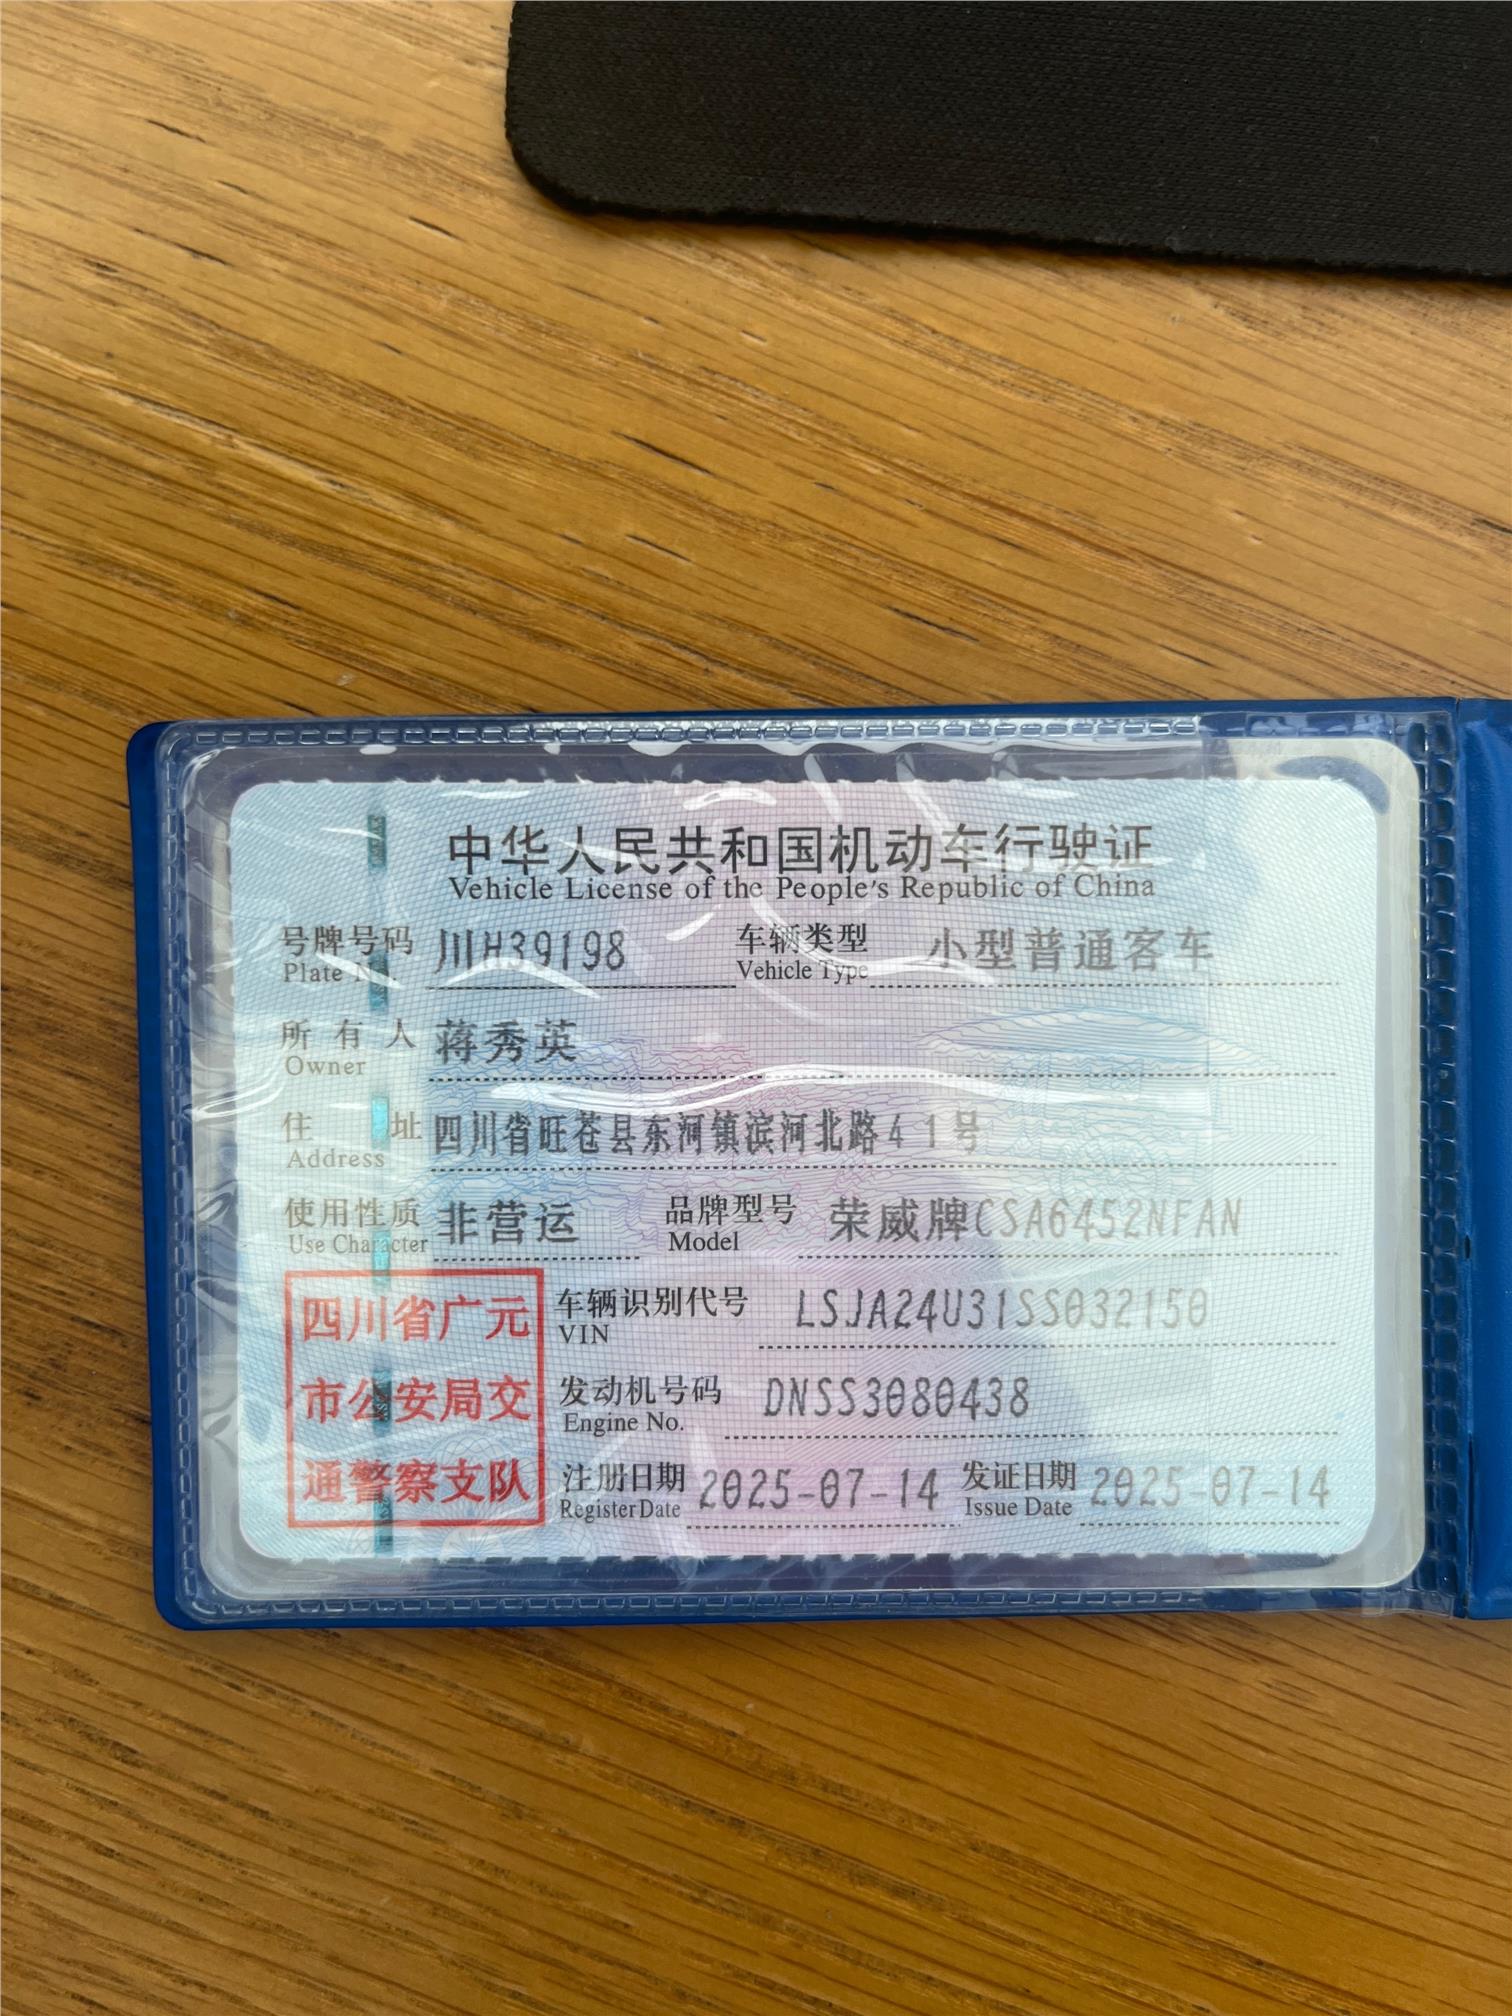 中华人民共和国机动车行驶证
Vehicle License of the People's Republic of China
号牌号码 川H39198 车辆类型 小型普通客车
Plate No. Vehicle Type
所有人 蒋秀英
Owner
住址 四川省旺苍县东河镇滨河北路41号
Address
使用性质 非营运 品牌型号 荣威牌CSA6452NFAN
Use Character Model
四川省广元
市公安局交
通警察支队
车辆识别代号 LSJA24U31SS032150
VIN
发动机号码 DNSS3080438
Engine No.
注册日期 2025-07-14 发证日期 2025-07-14
Register Date Issue Date